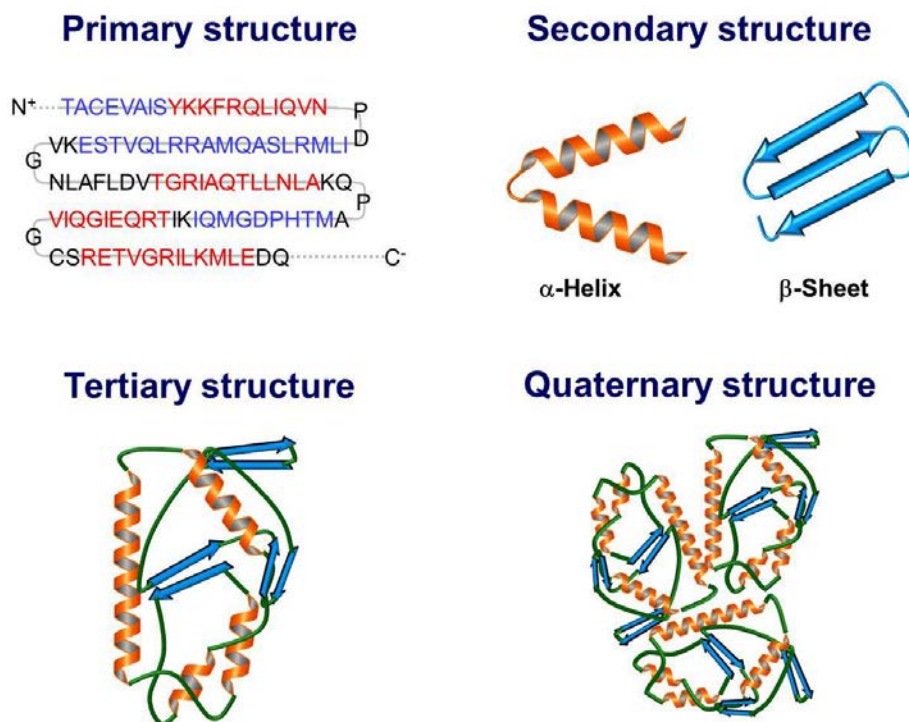 Primary structure
N+ TACEVAISYKKFRQLIQVN P
D
VKESTVQLRRAMQASLRMLI
G
NLAFLDVTGRIAQTLLNLAKQ
P
VIQGIEQRTIKIQMGDPHTMA
G
CSRETVGRILKMLEDQ C-
Secondary structure
α-Helix
β-Sheet
Tertiary structure
Quaternary structure